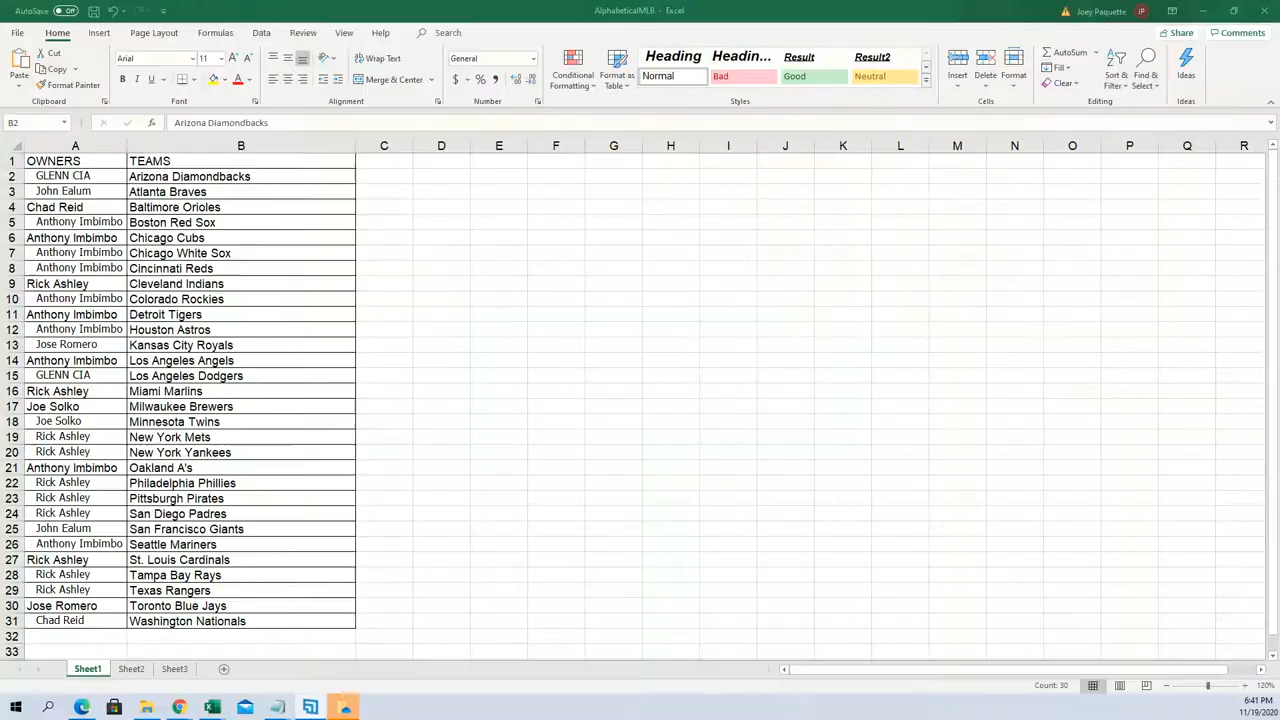 AutoSave Off AlphabeticalMLB - Excel Joey Paquette JP
File Home Insert Page Layout Formulas Data Review View Help Search Share Comments
Paste Cut Copy Format Painter Clipboard
Arial 11 A A B I U A Font
Wrap Text Merge & Center Alignment
General $ % Number
Conditional Formatting Format as Table
Heading Headin... Result Result2
Normal Bad Good Neutral Styles
Insert Delete Format Cells
AutoSum Fill Clear Sort & Filter Find & Select Editing
Ideas Ideas
B2 fx Arizona Diamondbacks
A B C D E F G H I J K L M N O P Q R
1 OWNERS TEAMS
2 GLENN CIA Arizona Diamondbacks
3 John Ealum Atlanta Braves
4 Chad Reid Baltimore Orioles
5 Anthony Imbimbo Boston Red Sox
6 Anthony Imbimbo Chicago Cubs
7 Anthony Imbimbo Chicago White Sox
8 Anthony Imbimbo Cincinnati Reds
9 Rick Ashley Cleveland Indians
10 Anthony Imbimbo Colorado Rockies
11 Anthony Imbimbo Detroit Tigers
12 Anthony Imbimbo Houston Astros
13 Jose Romero Kansas City Royals
14 Anthony Imbimbo Los Angeles Angels
15 GLENN CIA Los Angeles Dodgers
16 Rick Ashley Miami Marlins
17 Joe Solko Milwaukee Brewers
18 Joe Solko Minnesota Twins
19 Rick Ashley New York Mets
20 Rick Ashley New York Yankees
21 Anthony Imbimbo Oakland A's
22 Rick Ashley Philadelphia Phillies
23 Rick Ashley Pittsburgh Pirates
24 Rick Ashley San Diego Padres
25 John Ealum San Francisco Giants
26 Anthony Imbimbo Seattle Mariners
27 Rick Ashley St. Louis Cardinals
28 Rick Ashley Tampa Bay Rays
29 Rick Ashley Texas Rangers
30 Jose Romero Toronto Blue Jays
31 Chad Reid Washington Nationals
32
33
Sheet1 Sheet2 Sheet3
Count: 30 120%
6:41 PM
11/19/2020